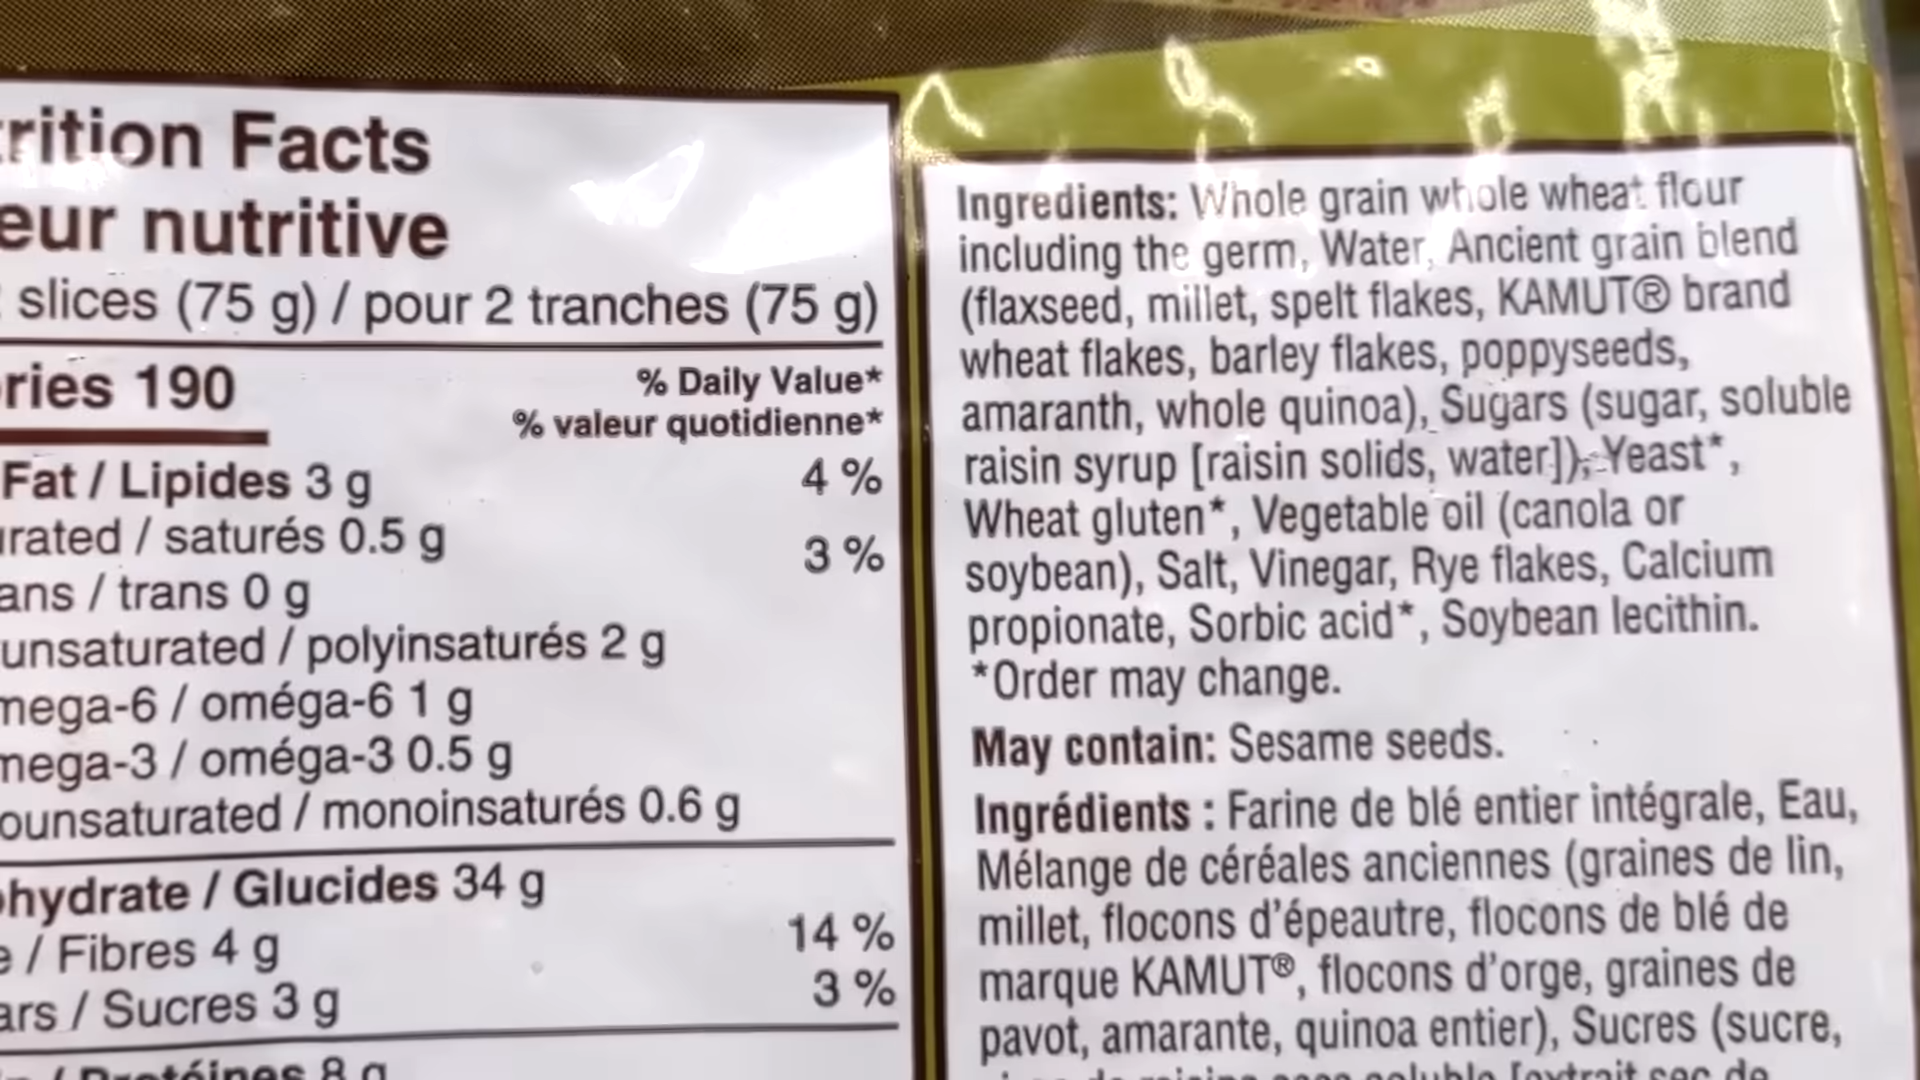 rition Facts
eur nutritive
slices (75 g) / pour 2 tranches (75 g)
ries 190
% Daily Value*
% valeur quotidienne*
Fat / Lipides 3 g 4 %
urated / saturés 0.5 g 3 %
ans / trans 0 g
unsaturated / polyinsaturés 2 g
mega-6 / oméga-6 1 g
mega-3 / oméga-3 0.5 g
ounsaturated / monoinsaturés 0.6 g
ohydrate / Glucides 34 g
e / Fibres 4 g 14 %
ars / Sucres 3 g 3 %
/ Protéines 8 g
Ingredients: Whole grain whole wheat flour
including the germ, Water, Ancient grain blend
(flaxseed, millet, spelt flakes, KAMUT® brand
wheat flakes, barley flakes, poppyseeds,
amaranth, whole quinoa), Sugars (sugar, soluble
raisin syrup [raisin solids, water]), Yeast*,
Wheat gluten*, Vegetable oil (canola or
soybean), Salt, Vinegar, Rye flakes, Calcium
propionate, Sorbic acid*, Soybean lecithin.
*Order may change.
May contain: Sesame seeds.
Ingrédients : Farine de blé entier intégrale, Eau,
Mélange de céréales anciennes (graines de lin,
millet, flocons d'épeautre, flocons de blé de
marque KAMUT®, flocons d'orge, graines de
pavot, amarante, quinoa entier), Sucres (sucre,